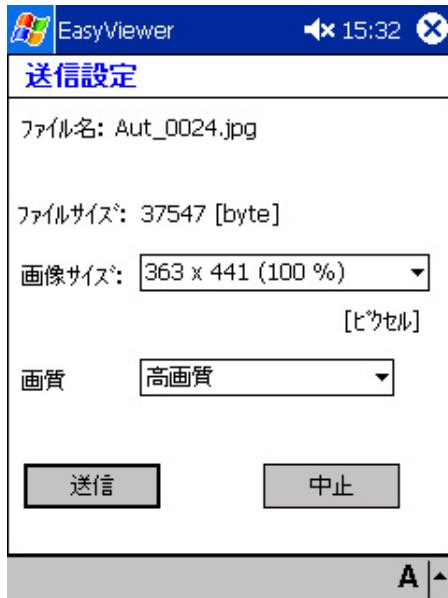 EasyViewer 15:32
送信設定
ファイル名: Aut_0024.jpg
ファイルサイズ: 37547 [byte]
画像サイズ: 363 x 441 (100 %)
[ピクセル]
画質 高画質
送信 中止
A